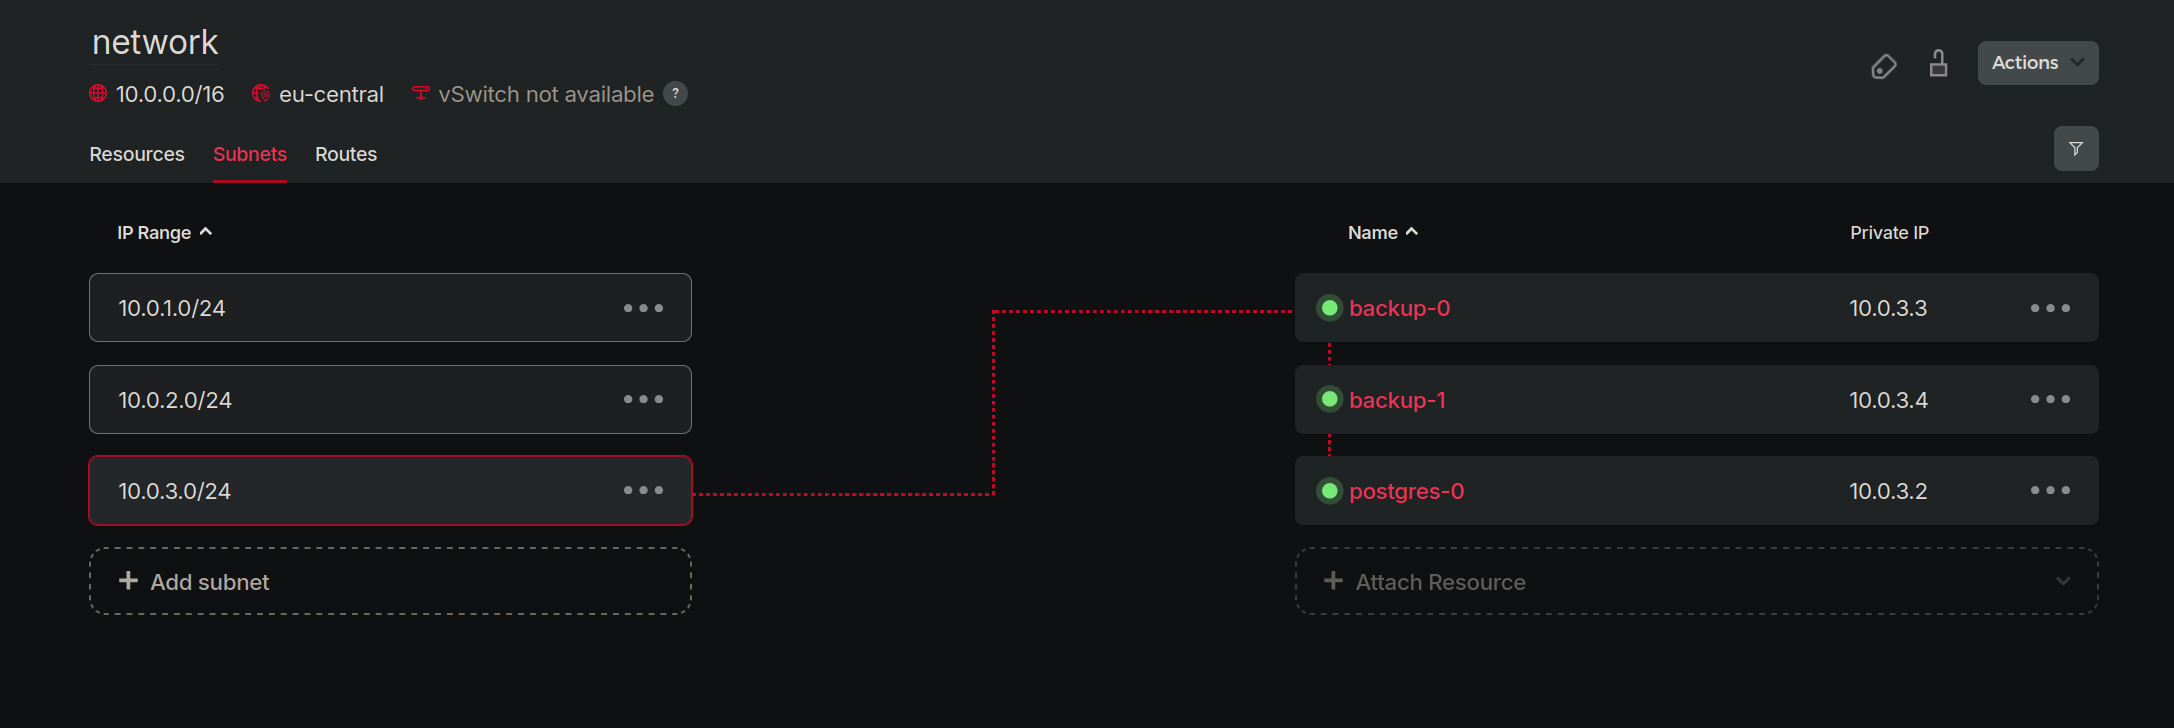 network
10.0.0.0/16 eu-central vSwitch not available ?
Actions
Resources Subnets Routes
IP Range Name Private IP
10.0.1.0/24 backup-0 10.0.3.3
10.0.2.0/24 backup-1 10.0.3.4
10.0.3.0/24 postgres-0 10.0.3.2
+ Add subnet + Attach Resource